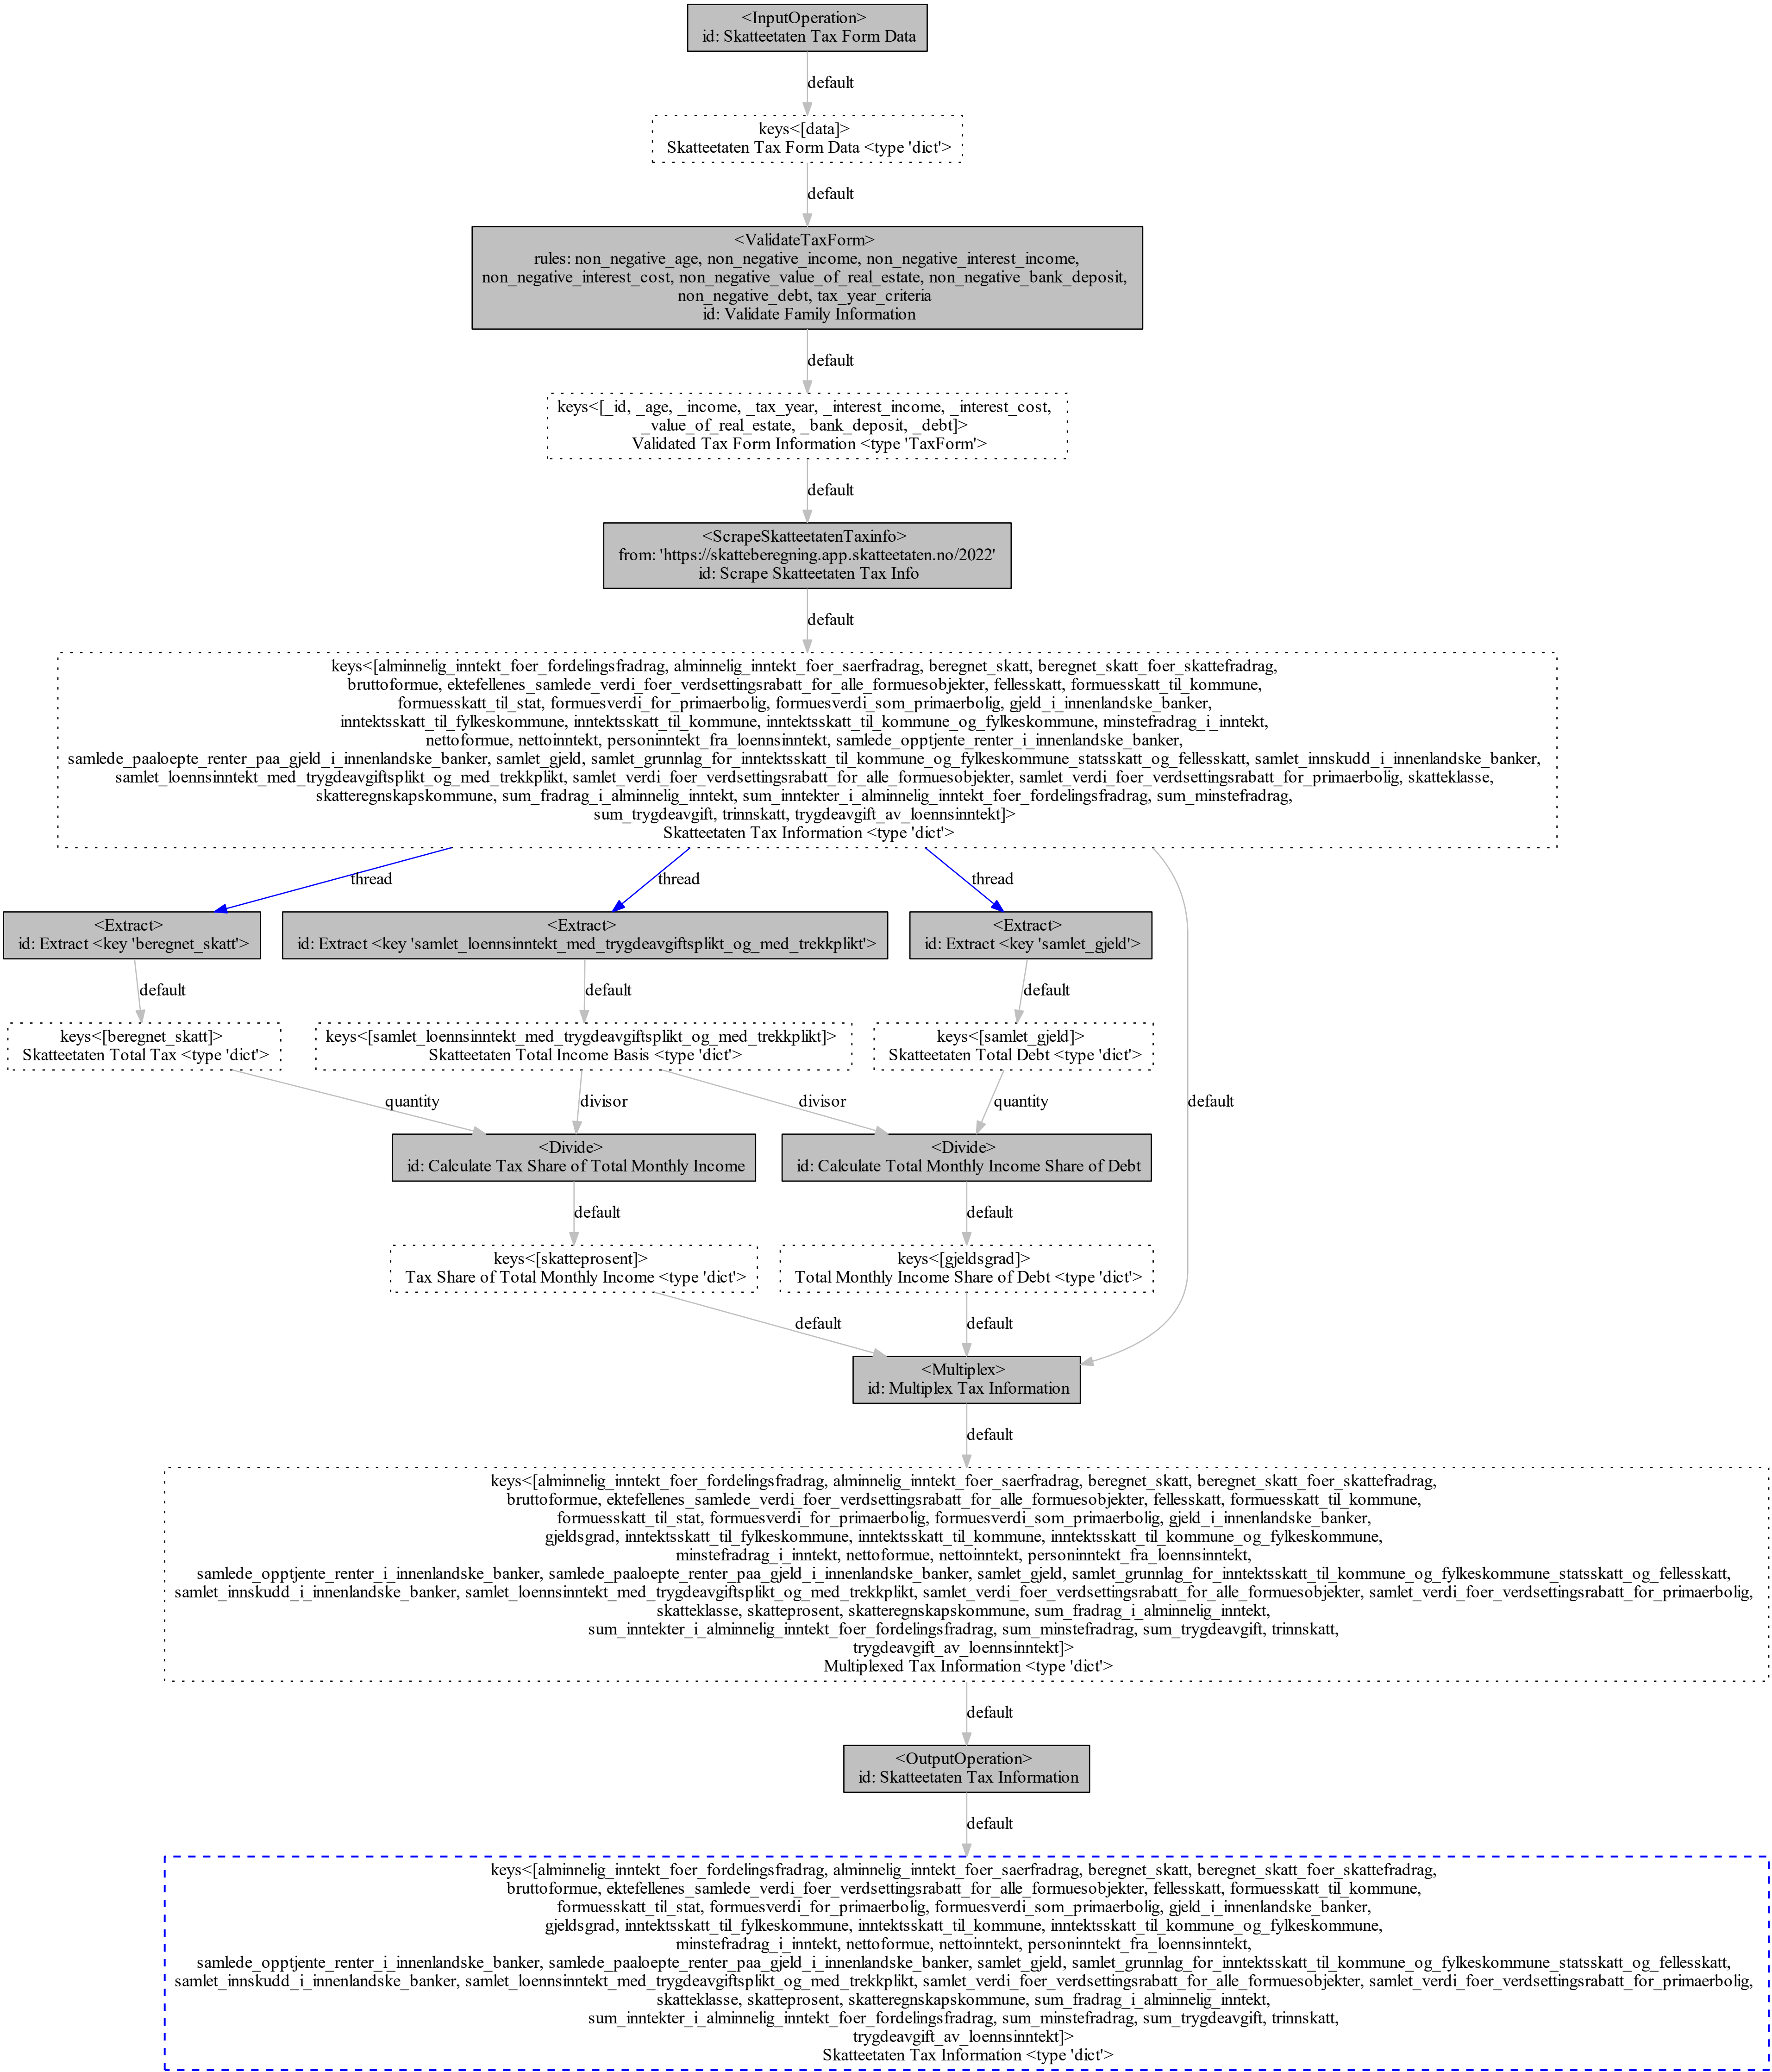 <InputOperation>
id: Skatteetaten Tax Form Data
default
keys<[data]>
Skatteetaten Tax Form Data <type 'dict'>
default
<ValidateTaxForm>
rules: non_negative_age, non_negative_income, non_negative_interest_income,
non_negative_interest_cost, non_negative_value_of_real_estate, non_negative_bank_deposit,
non_negative_debt, tax_year_criteria
id: Validate Family Information
default
keys<[_id, _age, _income, _tax_year, _interest_income, _interest_cost,
_value_of_real_estate, _bank_deposit, _debt]>
Validated Tax Form Information <type 'TaxForm'>
default
<ScrapeSkatteetatenTaxinfo>
from: 'https://skatteberegning.app.skatteetaten.no/2022'
id: Scrape Skatteetaten Tax Info
default
keys<[alminnelig_inntekt_foer_fordelingsfradrag, alminnelig_inntekt_foer_saerfradrag, beregnet_skatt, beregnet_skatt_foer_skattefradrag,
bruttoformue, ektefellenes_samlede_verdi_foer_verdsettingsrabatt_for_alle_formuesobjekter, fellesskatt, formuesskatt_til_kommune,
formuesskatt_til_stat, formuesverdi_for_primaerbolig, formuesverdi_som_primaerbolig, gjeld_i_innenlandske_banker,
inntektsskatt_til_fylkeskommune, inntektsskatt_til_kommune, inntektsskatt_til_kommune_og_fylkeskommune, minstefradrag_i_inntekt,
nettoformue, nettoinntekt, personinntekt_fra_loennsinntekt, samlede_opptjente_renter_i_innenlandske_banker,
samlede_paaloepte_renter_paa_gjeld_i_innenlandske_banker, samlet_gjeld, samlet_grunnlag_for_inntektsskatt_til_kommune_og_fylkeskommune_statsskatt_og_fellesskatt, samlet_innskudd_i_innenlandske_banker,
samlet_loennsinntekt_med_trygdeavgiftsplikt_og_med_trekkplikt, samlet_verdi_foer_verdsettingsrabatt_for_alle_formuesobjekter, samlet_verdi_foer_verdsettingsrabatt_for_primaerbolig, skatteklasse,
skatteregnskapskommune, sum_fradrag_i_alminnelig_inntekt, sum_inntekter_i_alminnelig_inntekt_foer_fordelingsfradrag, sum_minstefradrag,
sum_trygdeavgift, trinnskatt, trygdeavgift_av_loennsinntekt]>
Skatteetaten Tax Information <type 'dict'>
thread thread thread
<Extract> <Extract> <Extract>
id: Extract <key 'beregnet_skatt'> id: Extract <key 'samlet_loennsinntekt_med_trygdeavgiftsplikt_og_med_trekkplikt'> id: Extract <key 'samlet_gjeld'>
default default default
keys<[beregnet_skatt]> keys<[samlet_loennsinntekt_med_trygdeavgiftsplikt_og_med_trekkplikt]> keys<[samlet_gjeld]>
Skatteetaten Total Tax <type 'dict'> Skatteetaten Total Income Basis <type 'dict'> Skatteetaten Total Debt <type 'dict'>
quantity divisor divisor quantity default
<Divide> <Divide>
id: Calculate Tax Share of Total Monthly Income id: Calculate Total Monthly Income Share of Debt
default default
keys<[skatteprosent]> keys<[gjeldsgrad]>
Tax Share of Total Monthly Income <type 'dict'> Total Monthly Income Share of Debt <type 'dict'>
default default
<Multiplex>
id: Multiplex Tax Information
default
keys<[alminnelig_inntekt_foer_fordelingsfradrag, alminnelig_inntekt_foer_saerfradrag, beregnet_skatt, beregnet_skatt_foer_skattefradrag,
bruttoformue, ektefellenes_samlede_verdi_foer_verdsettingsrabatt_for_alle_formuesobjekter, fellesskatt, formuesskatt_til_kommune,
formuesskatt_til_stat, formuesverdi_for_primaerbolig, formuesverdi_som_primaerbolig, gjeld_i_innenlandske_banker,
gjeldsgrad, inntektsskatt_til_fylkeskommune, inntektsskatt_til_kommune, inntektsskatt_til_kommune_og_fylkeskommune,
minstefradrag_i_inntekt, nettoformue, nettoinntekt, personinntekt_fra_loennsinntekt,
samlede_opptjente_renter_i_innenlandske_banker, samlede_paaloepte_renter_paa_gjeld_i_innenlandske_banker, samlet_gjeld, samlet_grunnlag_for_inntektsskatt_til_kommune_og_fylkeskommune_statsskatt_og_fellesskatt,
samlet_innskudd_i_innenlandske_banker, samlet_loennsinntekt_med_trygdeavgiftsplikt_og_med_trekkplikt, samlet_verdi_foer_verdsettingsrabatt_for_alle_formuesobjekter, samlet_verdi_foer_verdsettingsrabatt_for_primaerbolig,
skatteklasse, skatteprosent, skatteregnskapskommune, sum_fradrag_i_alminnelig_inntekt,
sum_inntekter_i_alminnelig_inntekt_foer_fordelingsfradrag, sum_minstefradrag, sum_trygdeavgift, trinnskatt,
trygdeavgift_av_loennsinntekt]>
Multiplexed Tax Information <type 'dict'>
default
<OutputOperation>
id: Skatteetaten Tax Information
default
keys<[alminnelig_inntekt_foer_fordelingsfradrag, alminnelig_inntekt_foer_saerfradrag, beregnet_skatt, beregnet_skatt_foer_skattefradrag,
bruttoformue, ektefellenes_samlede_verdi_foer_verdsettingsrabatt_for_alle_formuesobjekter, fellesskatt, formuesskatt_til_kommune,
formuesskatt_til_stat, formuesverdi_for_primaerbolig, formuesverdi_som_primaerbolig, gjeld_i_innenlandske_banker,
gjeldsgrad, inntektsskatt_til_fylkeskommune, inntektsskatt_til_kommune, inntektsskatt_til_kommune_og_fylkeskommune,
minstefradrag_i_inntekt, nettoformue, nettoinntekt, personinntekt_fra_loennsinntekt,
samlede_opptjente_renter_i_innenlandske_banker, samlede_paaloepte_renter_paa_gjeld_i_innenlandske_banker, samlet_gjeld, samlet_grunnlag_for_inntektsskatt_til_kommune_og_fylkeskommune_statsskatt_og_fellesskatt,
samlet_innskudd_i_innenlandske_banker, samlet_loennsinntekt_med_trygdeavgiftsplikt_og_med_trekkplikt, samlet_verdi_foer_verdsettingsrabatt_for_alle_formuesobjekter, samlet_verdi_foer_verdsettingsrabatt_for_primaerbolig,
skatteklasse, skatteprosent, skatteregnskapskommune, sum_fradrag_i_alminnelig_inntekt,
sum_inntekter_i_alminnelig_inntekt_foer_fordelingsfradrag, sum_minstefradrag, sum_trygdeavgift, trinnskatt,
trygdeavgift_av_loennsinntekt]>
Skatteetaten Tax Information <type 'dict'>